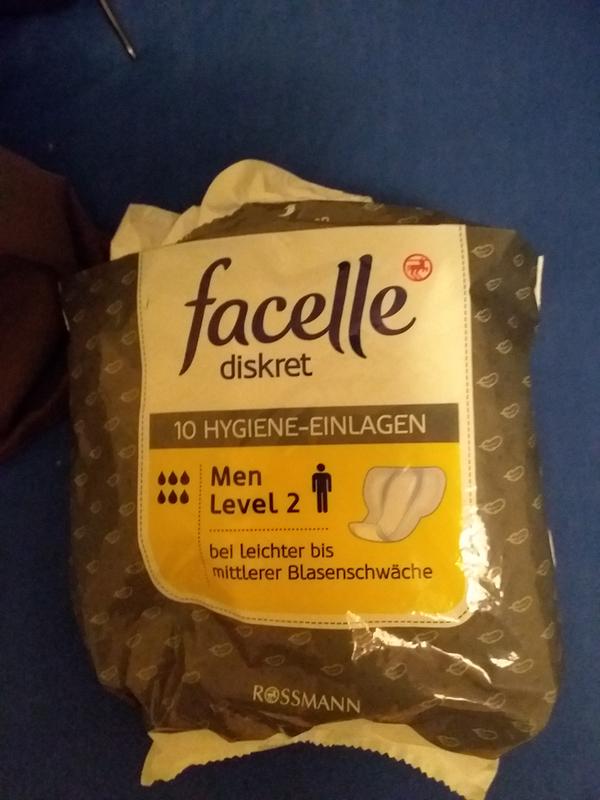 facelle
diskret
10 HYGIENE-EINLAGEN
Men
Level 2
bei leichter bis
mittlerer Blasenschwäche
ROSSMANN